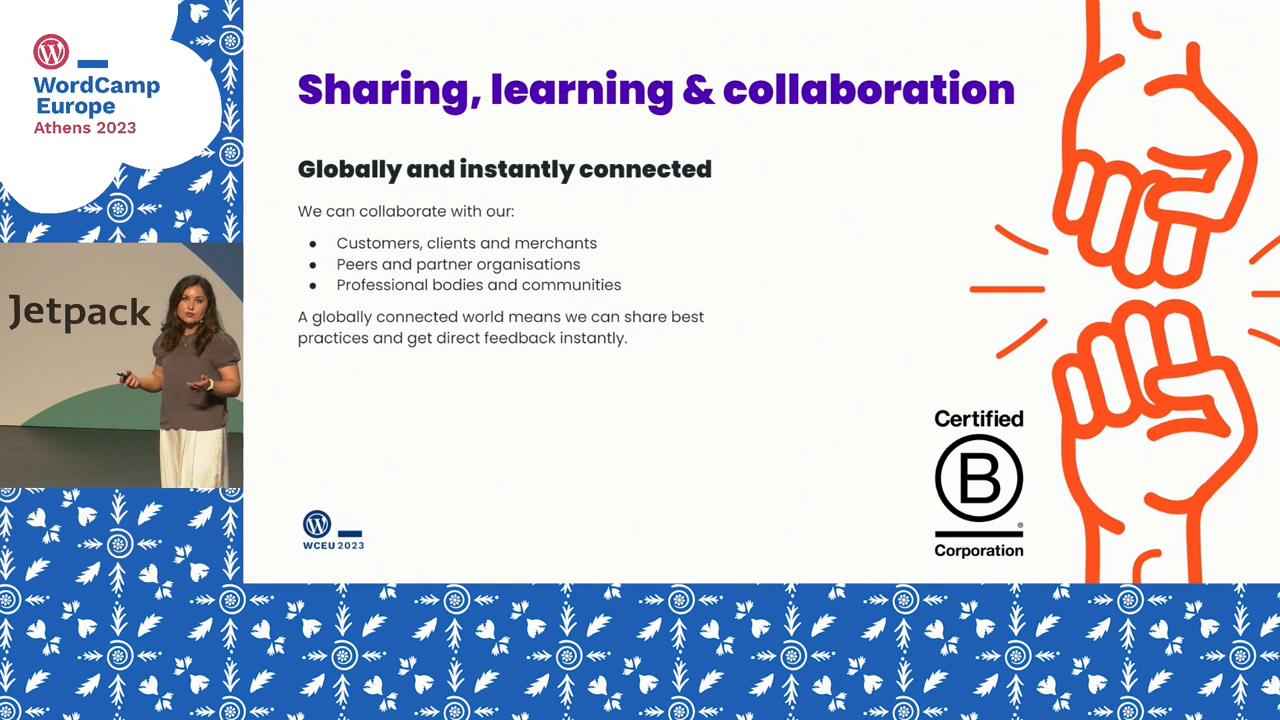 WordCamp
Europe
Athens 2023
Jetpack
Sharing, learning & collaboration
Globally and instantly connected
We can collaborate with our:
● Customers, clients and merchants
● Peers and partner organisations
● Professional bodies and communities
A globally connected world means we can share best
practices and get direct feedback instantly.
WCEU 2023
Certified
B
®
Corporation